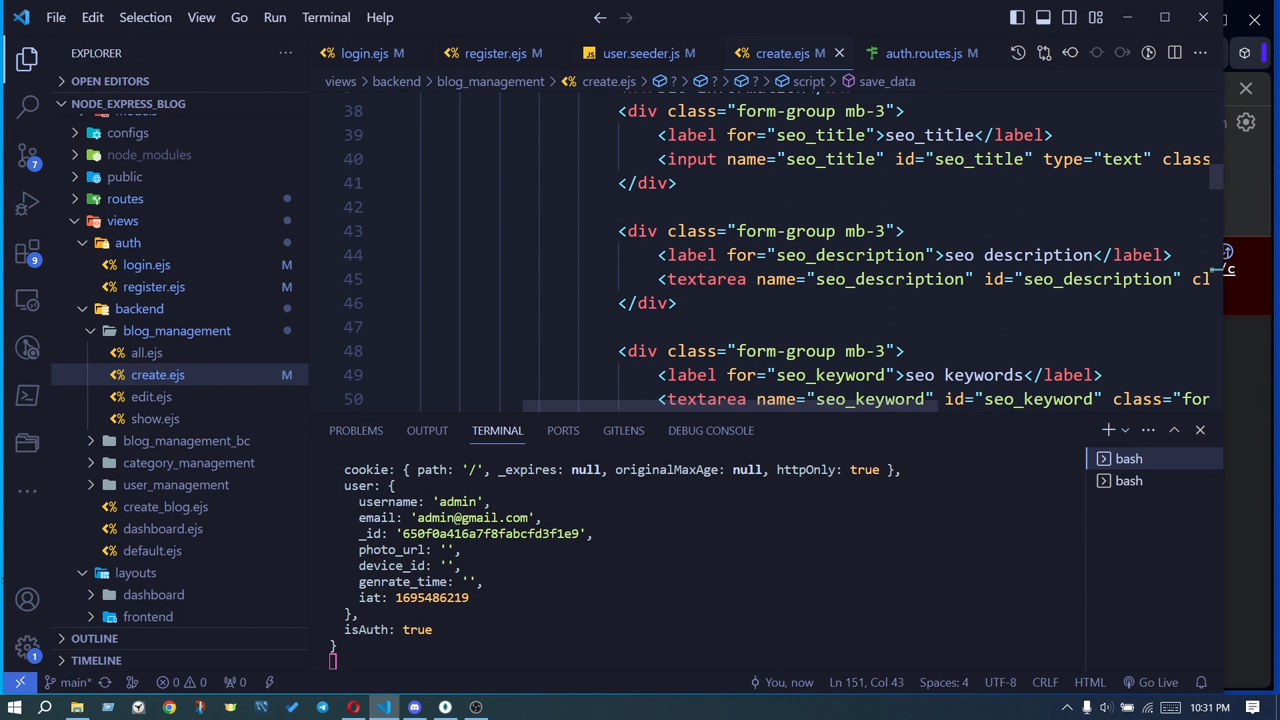 File Edit Selection View Go Run Terminal Help
EXPLORER
login.ejs M
register.ejs M
user.seeder.js M
create.ejs M
auth.routes.js M
OPEN EDITORS
views backend blog_management create.ejs ? ? ? script save_data
NODE_EXPRESS_BLOG
configs
node_modules
public
routes
views
auth
login.ejs M
register.ejs M
backend
blog_management
all.ejs
create.ejs M
edit.ejs
show.ejs
blog_management_bc
category_management
user_management
create_blog.ejs
dashboard.ejs
default.ejs
layouts
dashboard
frontend
OUTLINE
TIMELINE
7
9
1
38 <div class="form-group mb-3">
39 <label for="seo_title">seo_title</label>
40 <input name="seo_title" id="seo_title" type="text" class
41 </div>
42
43 <div class="form-group mb-3">
44 <label for="seo_description">seo description</label>
45 <textarea name="seo_description" id="seo_description" cl
46 </div>
47
48 <div class="form-group mb-3">
49 <label for="seo_keyword">seo keywords</label>
50 <textarea name="seo_keyword" id="seo_keyword" class="for
/c
PROBLEMS OUTPUT TERMINAL PORTS GITLENS DEBUG CONSOLE
bash
bash
cookie: { path: '/', _expires: null, originalMaxAge: null, httpOnly: true },
user: {
username: 'admin',
email: 'admin@gmail.com',
_id: '650f0a416a7f8fabcfd3f1e9',
photo_url: '',
device_id: '',
genrate_time: '',
iat: 1695486219
},
isAuth: true
}
main* 0 0 0 You, now Ln 151, Col 43 Spaces: 4 UTF-8 CRLF HTML Go Live
10:31 PM